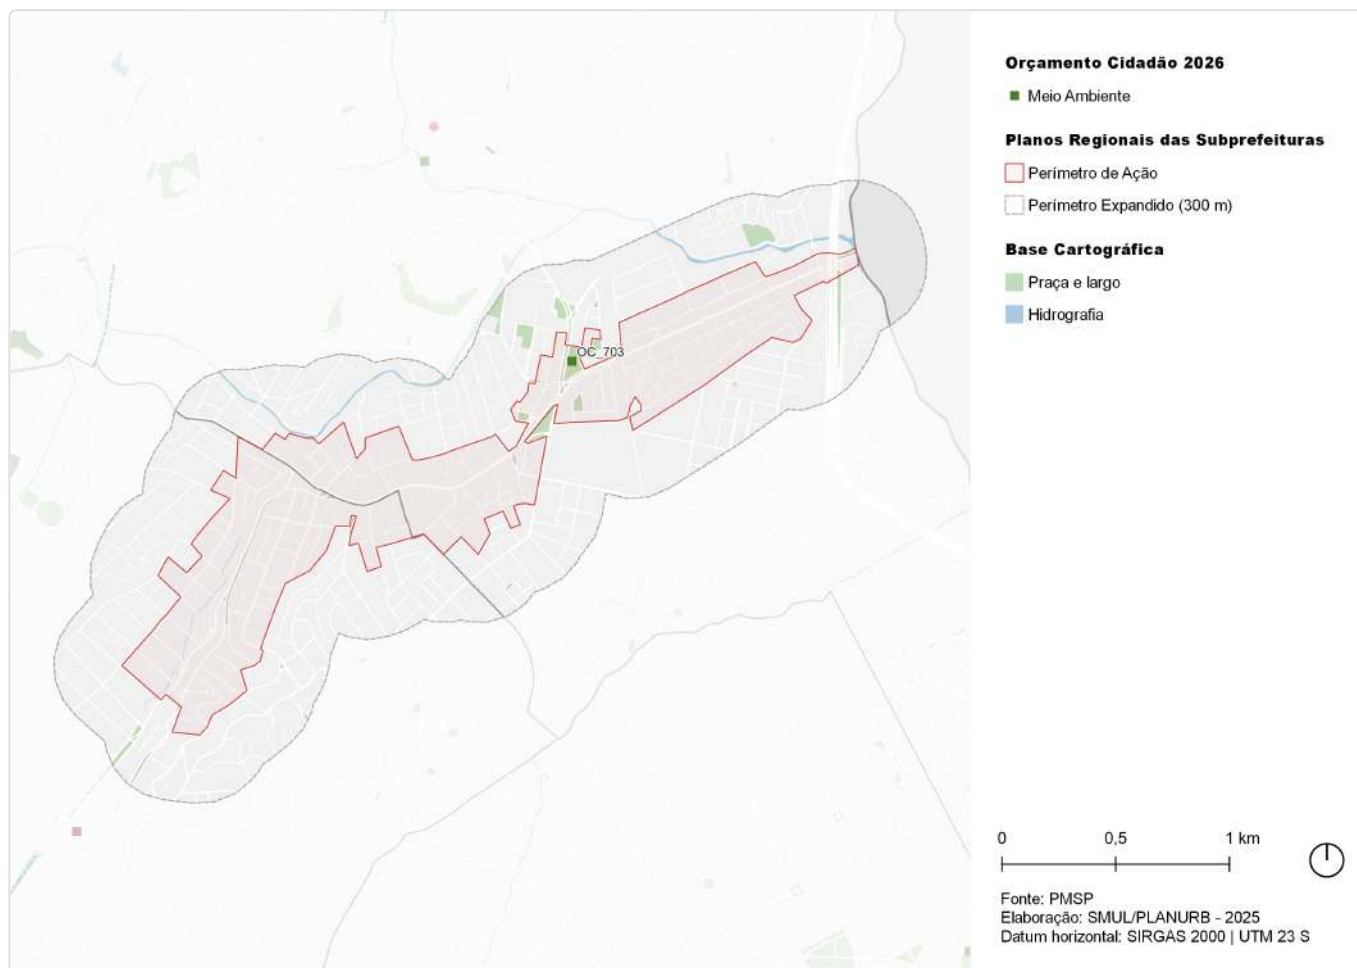 Orçamento Cidadão 2026
Meio Ambiente
Planos Regionais das Subprefeituras
Perímetro de Ação
Perímetro Expandido (300 m)
Base Cartográfica
Praça e largo
Hidrografia
OC_703
0 0,5 1 km
Fonte: PMSP
Elaboração: SMUL/PLANURB - 2025
Datum horizontal: SIRGAS 2000 | UTM 23 S